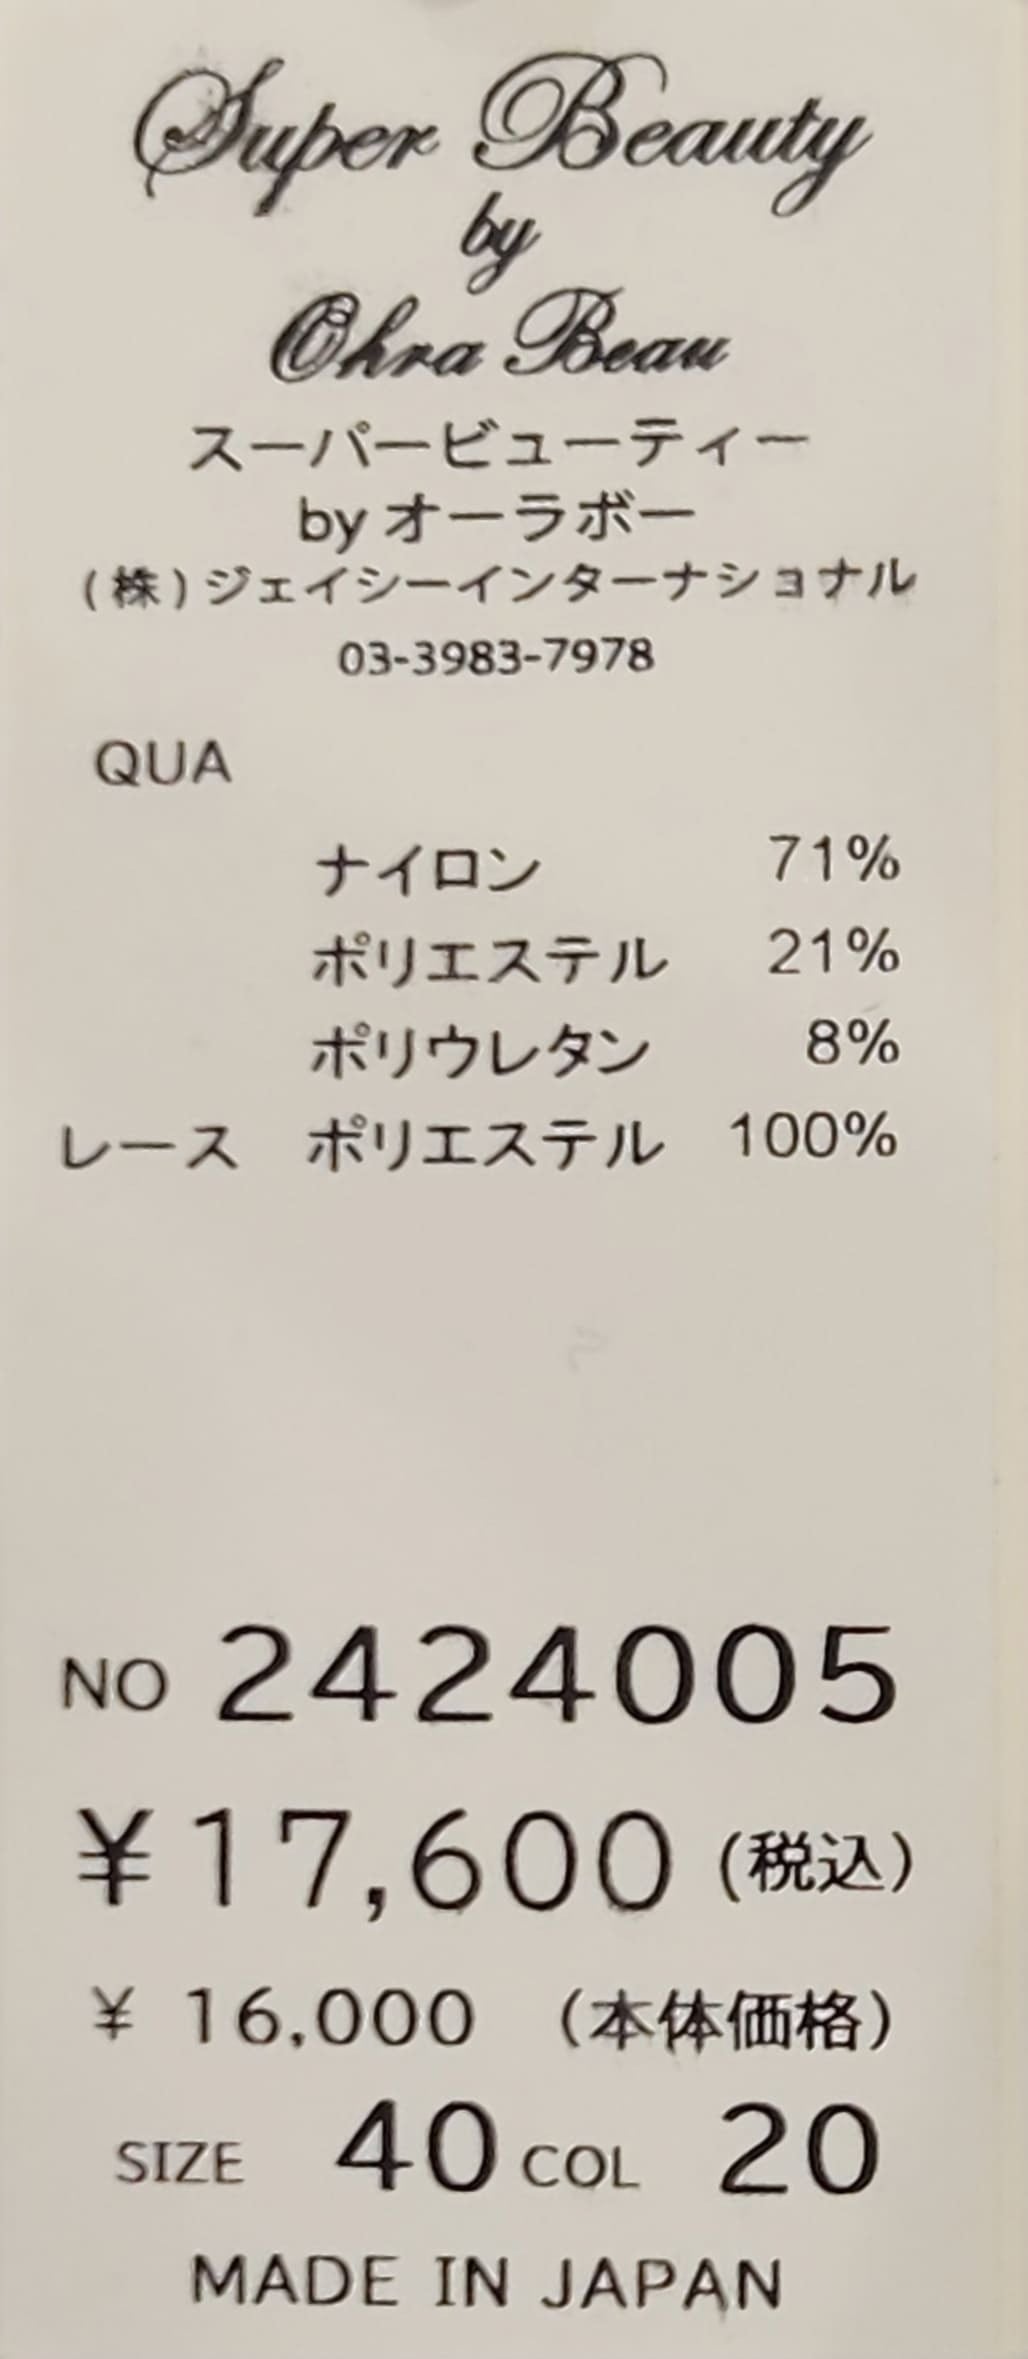 Super Beauty
by
Ohra Beau
スーパービューティー
by オーラボー
(株)ジェイシーインターナショナル
03-3983-7978
QUA
ナイロン 71%
ポリエステル 21%
ポリウレタン 8%
レース ポリエステル 100%
NO 2424005
¥17,600 (税込)
¥ 16,000 (本体価格)
SIZE 40 COL 20
MADE IN JAPAN